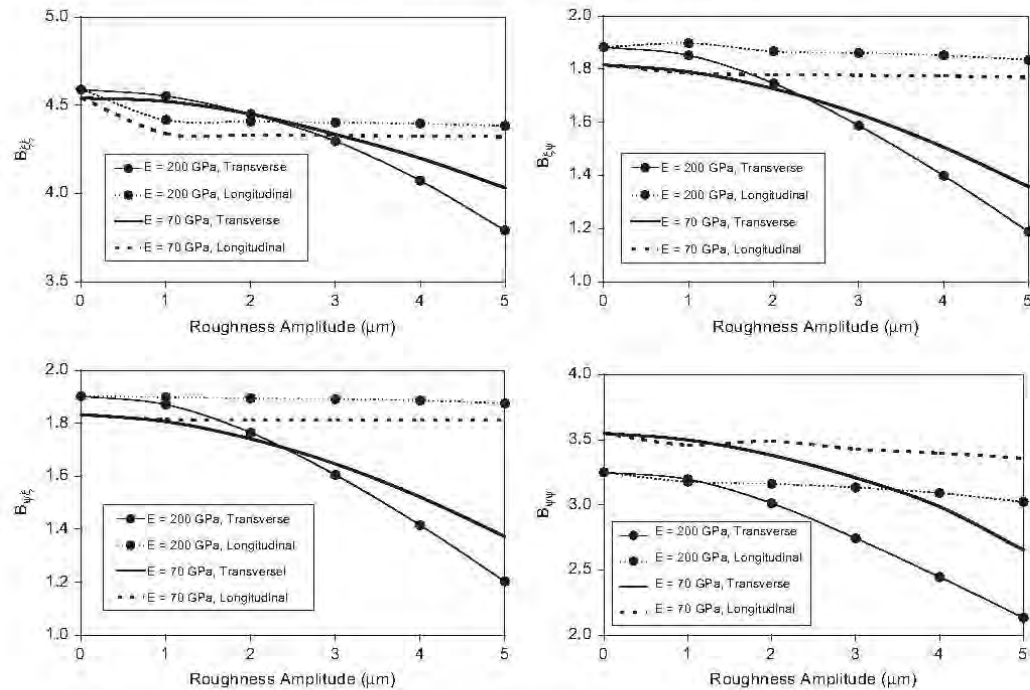 5.0
4.5
4.0
3.5
B ξξ
E = 200 GPa, Transverse
E = 200 GPa, Longitudinal
E = 70 GPa, Transverse
E = 70 GPa, Longitudinal
0 1 2 3 4 5
Roughness Amplitude (μm)
2.0
1.8
1.6
1.4
1.2
1.0
B ξψ
E = 200 GPa, Transverse
E = 200 GPa, Longitudinal
E = 70 GPa, Transverse
E = 70 GPa, Longitudinal
0 1 2 3 4 5
Roughness Amplitude (μm)
2.0
1.8
1.6
1.4
1.2
1.0
B ψξ
E = 200 GPa, Transverse
E = 200 GPa, Longitudinal
E = 70 GPa, Transversel
E = 70 GPa, Longitudinal
0 1 2 3 4 5
Roughness Amplitude (μm)
4.0
3.5
3.0
2.5
2.0
B ψψ
E = 200 GPa, Transverse
E = 200 GPa, Longitudinal
E = 70 GPa, Transverse
E = 70 GPa, Longitudinal
0 1 2 3 4 5
Roughness Amplitude (μm)